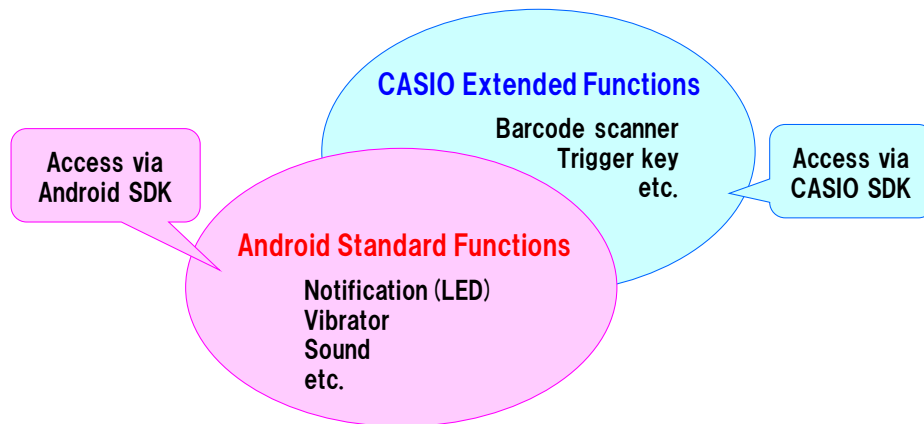 CASIO Extended Functions
Barcode scanner
Trigger key
etc.
Access via
Android SDK
Access via
CASIO SDK
Android Standard Functions
Notification (LED)
Vibrator
Sound
etc.